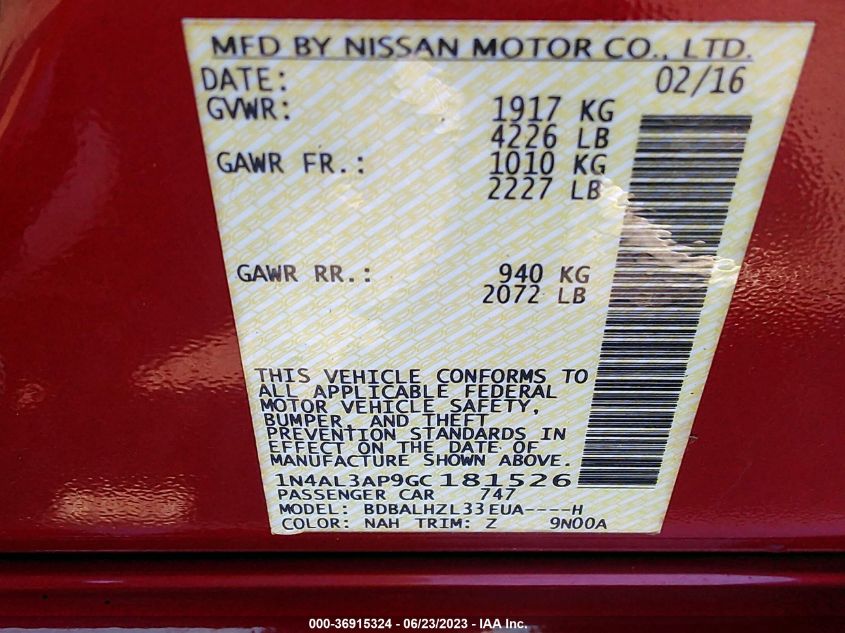 MFD BY NISSAN MOTOR CO., LTD.
DATE: 02/16
GVWR: 1917 KG
4226 LB
GAWR FR.: 1010 KG
2227 LB
GAWR RR.: 940 KG
2072 LB
THIS VEHICLE CONFORMS TO
ALL APPLICABLE FEDERAL
MOTOR VEHICLE SAFETY,
BUMPER, AND THEFT
PREVENTION STANDARDS IN
EFFECT ON THE DATE OF
MANUFACTURE SHOWN ABOVE.
1N4AL3AP9GC181526
PASSENGER CAR 747
MODEL: BDBALHZL33EUA----H
COLOR: NAH TRIM: Z 9N00A
000-36915324 - 06/23/2023 - IAA Inc.